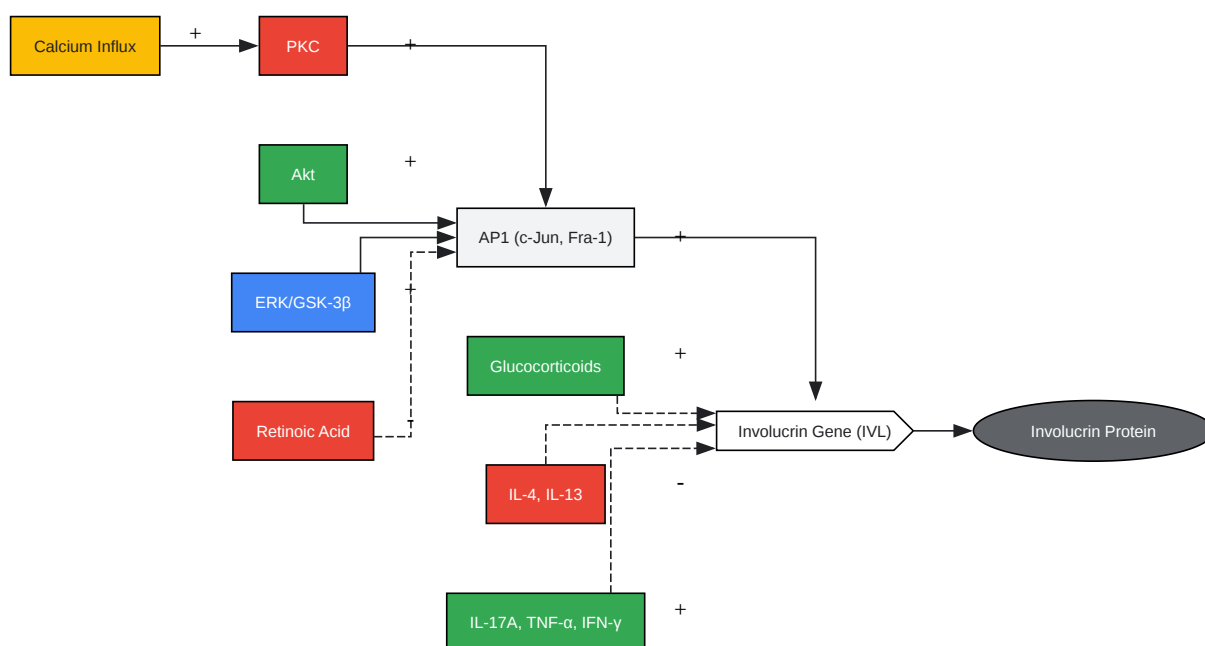 Calcium Influx
+
PKC
+
Akt
+
AP1 (c-Jun, Fra-1)
+
ERK/GSK-3β
+
Glucocorticoids
+
Retinoic Acid
-
Involucrin Gene (IVL)
Involucrin Protein
IL-4, IL-13
-
IL-17A, TNF-α, IFN-γ
+